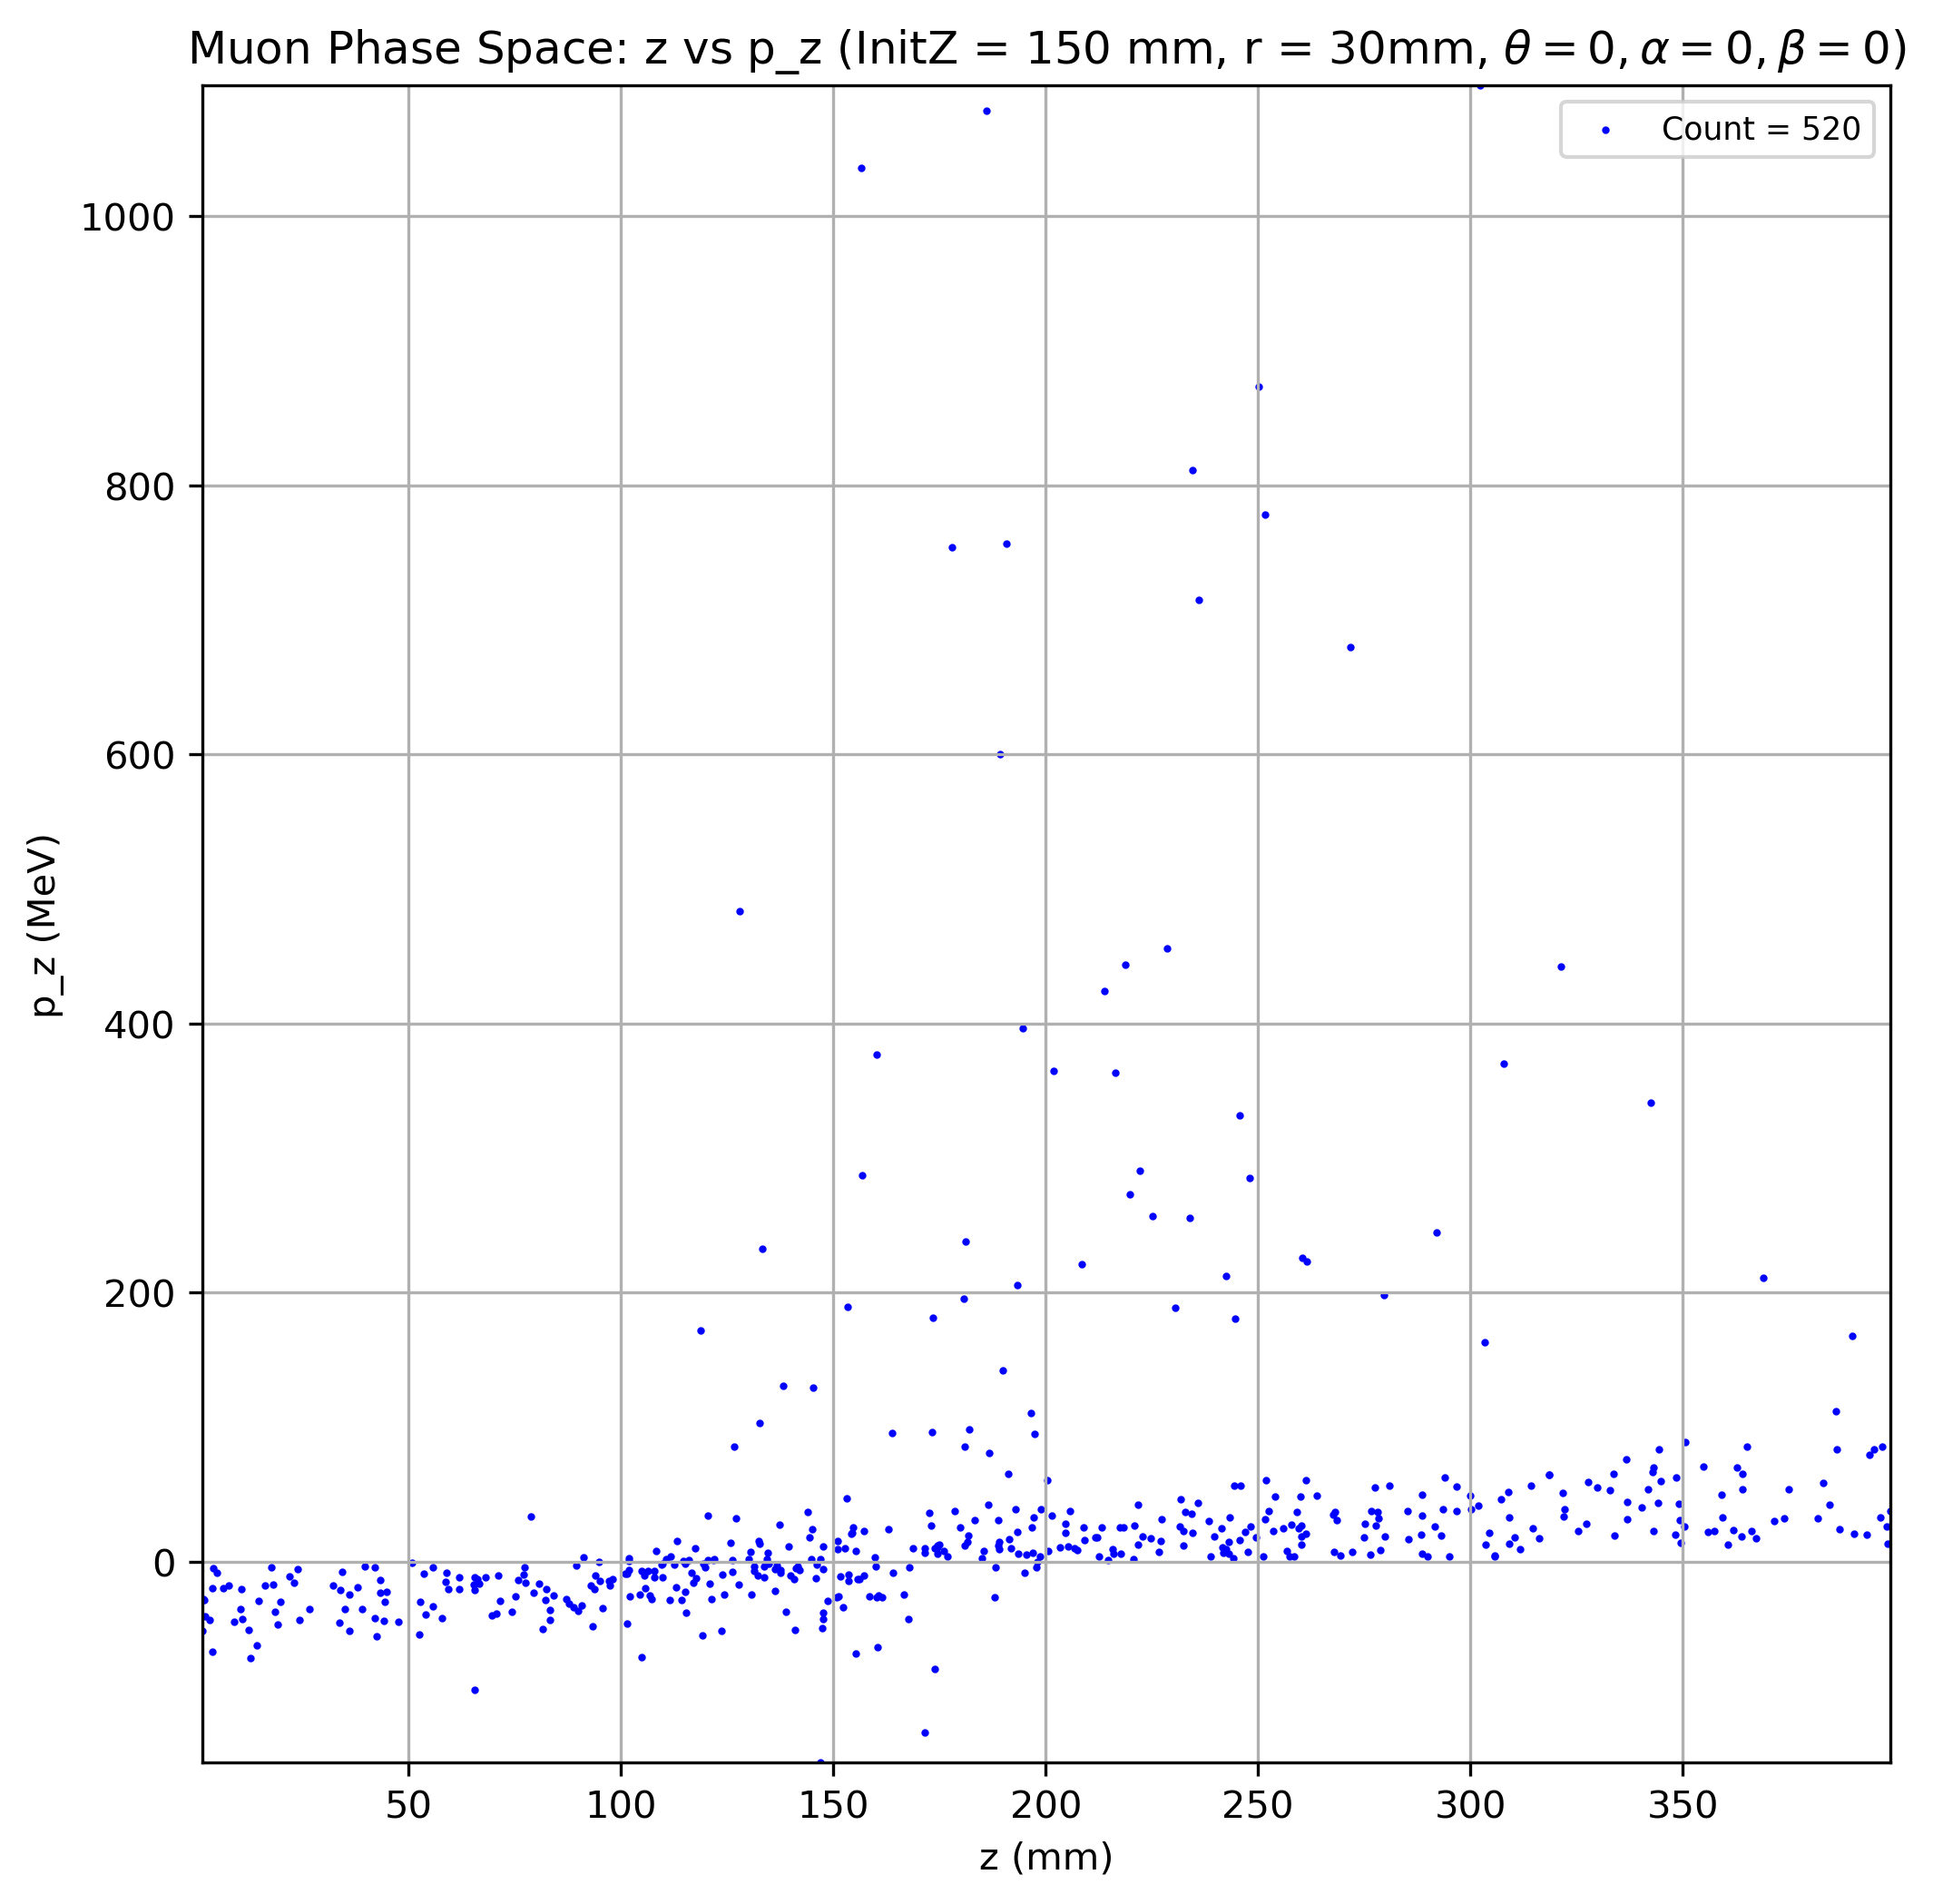 Muon Phase Space: z vs p_z (InitZ = 150 mm, r = 30mm, θ = 0, α = 0, β = 0)
Count = 520
1000
800
600
400
200
0
p_z (MeV)
50 100 150 200 250 300 350
z (mm)